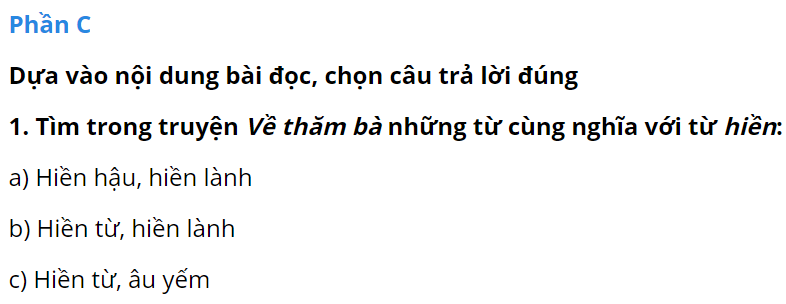 Phần C
Dựa vào nội dung bài đọc, chọn câu trả lời đúng
1. Tìm trong truyện Về thăm bà những từ cùng nghĩa với từ hiền:
a) Hiền hậu, hiền lành
b) Hiền từ, hiền lành
c) Hiền từ, âu yếm